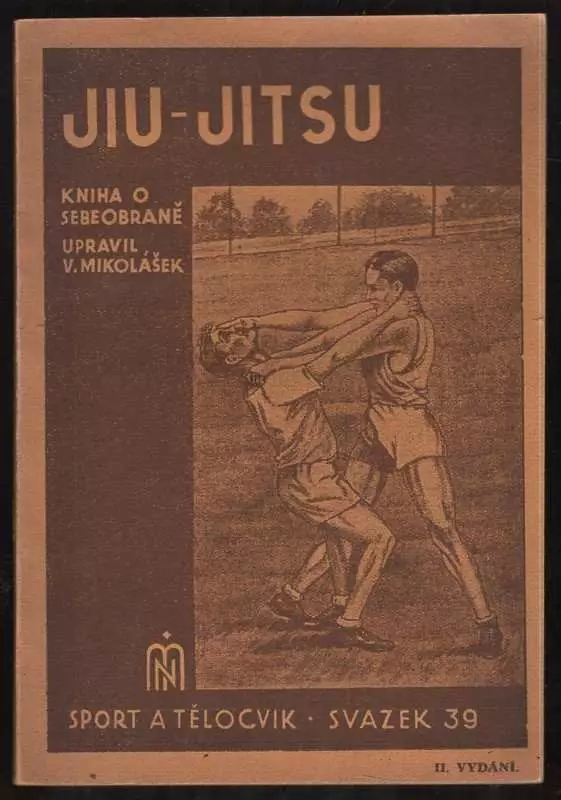 JIU-JITSU
KNIHA O
SEBEOBRANĚ
UPRAVIL
V. MIKOLÁŠEK
SPORT A TĚLOCVIK · SVAZEK 39
II. VYDÁNÍ.